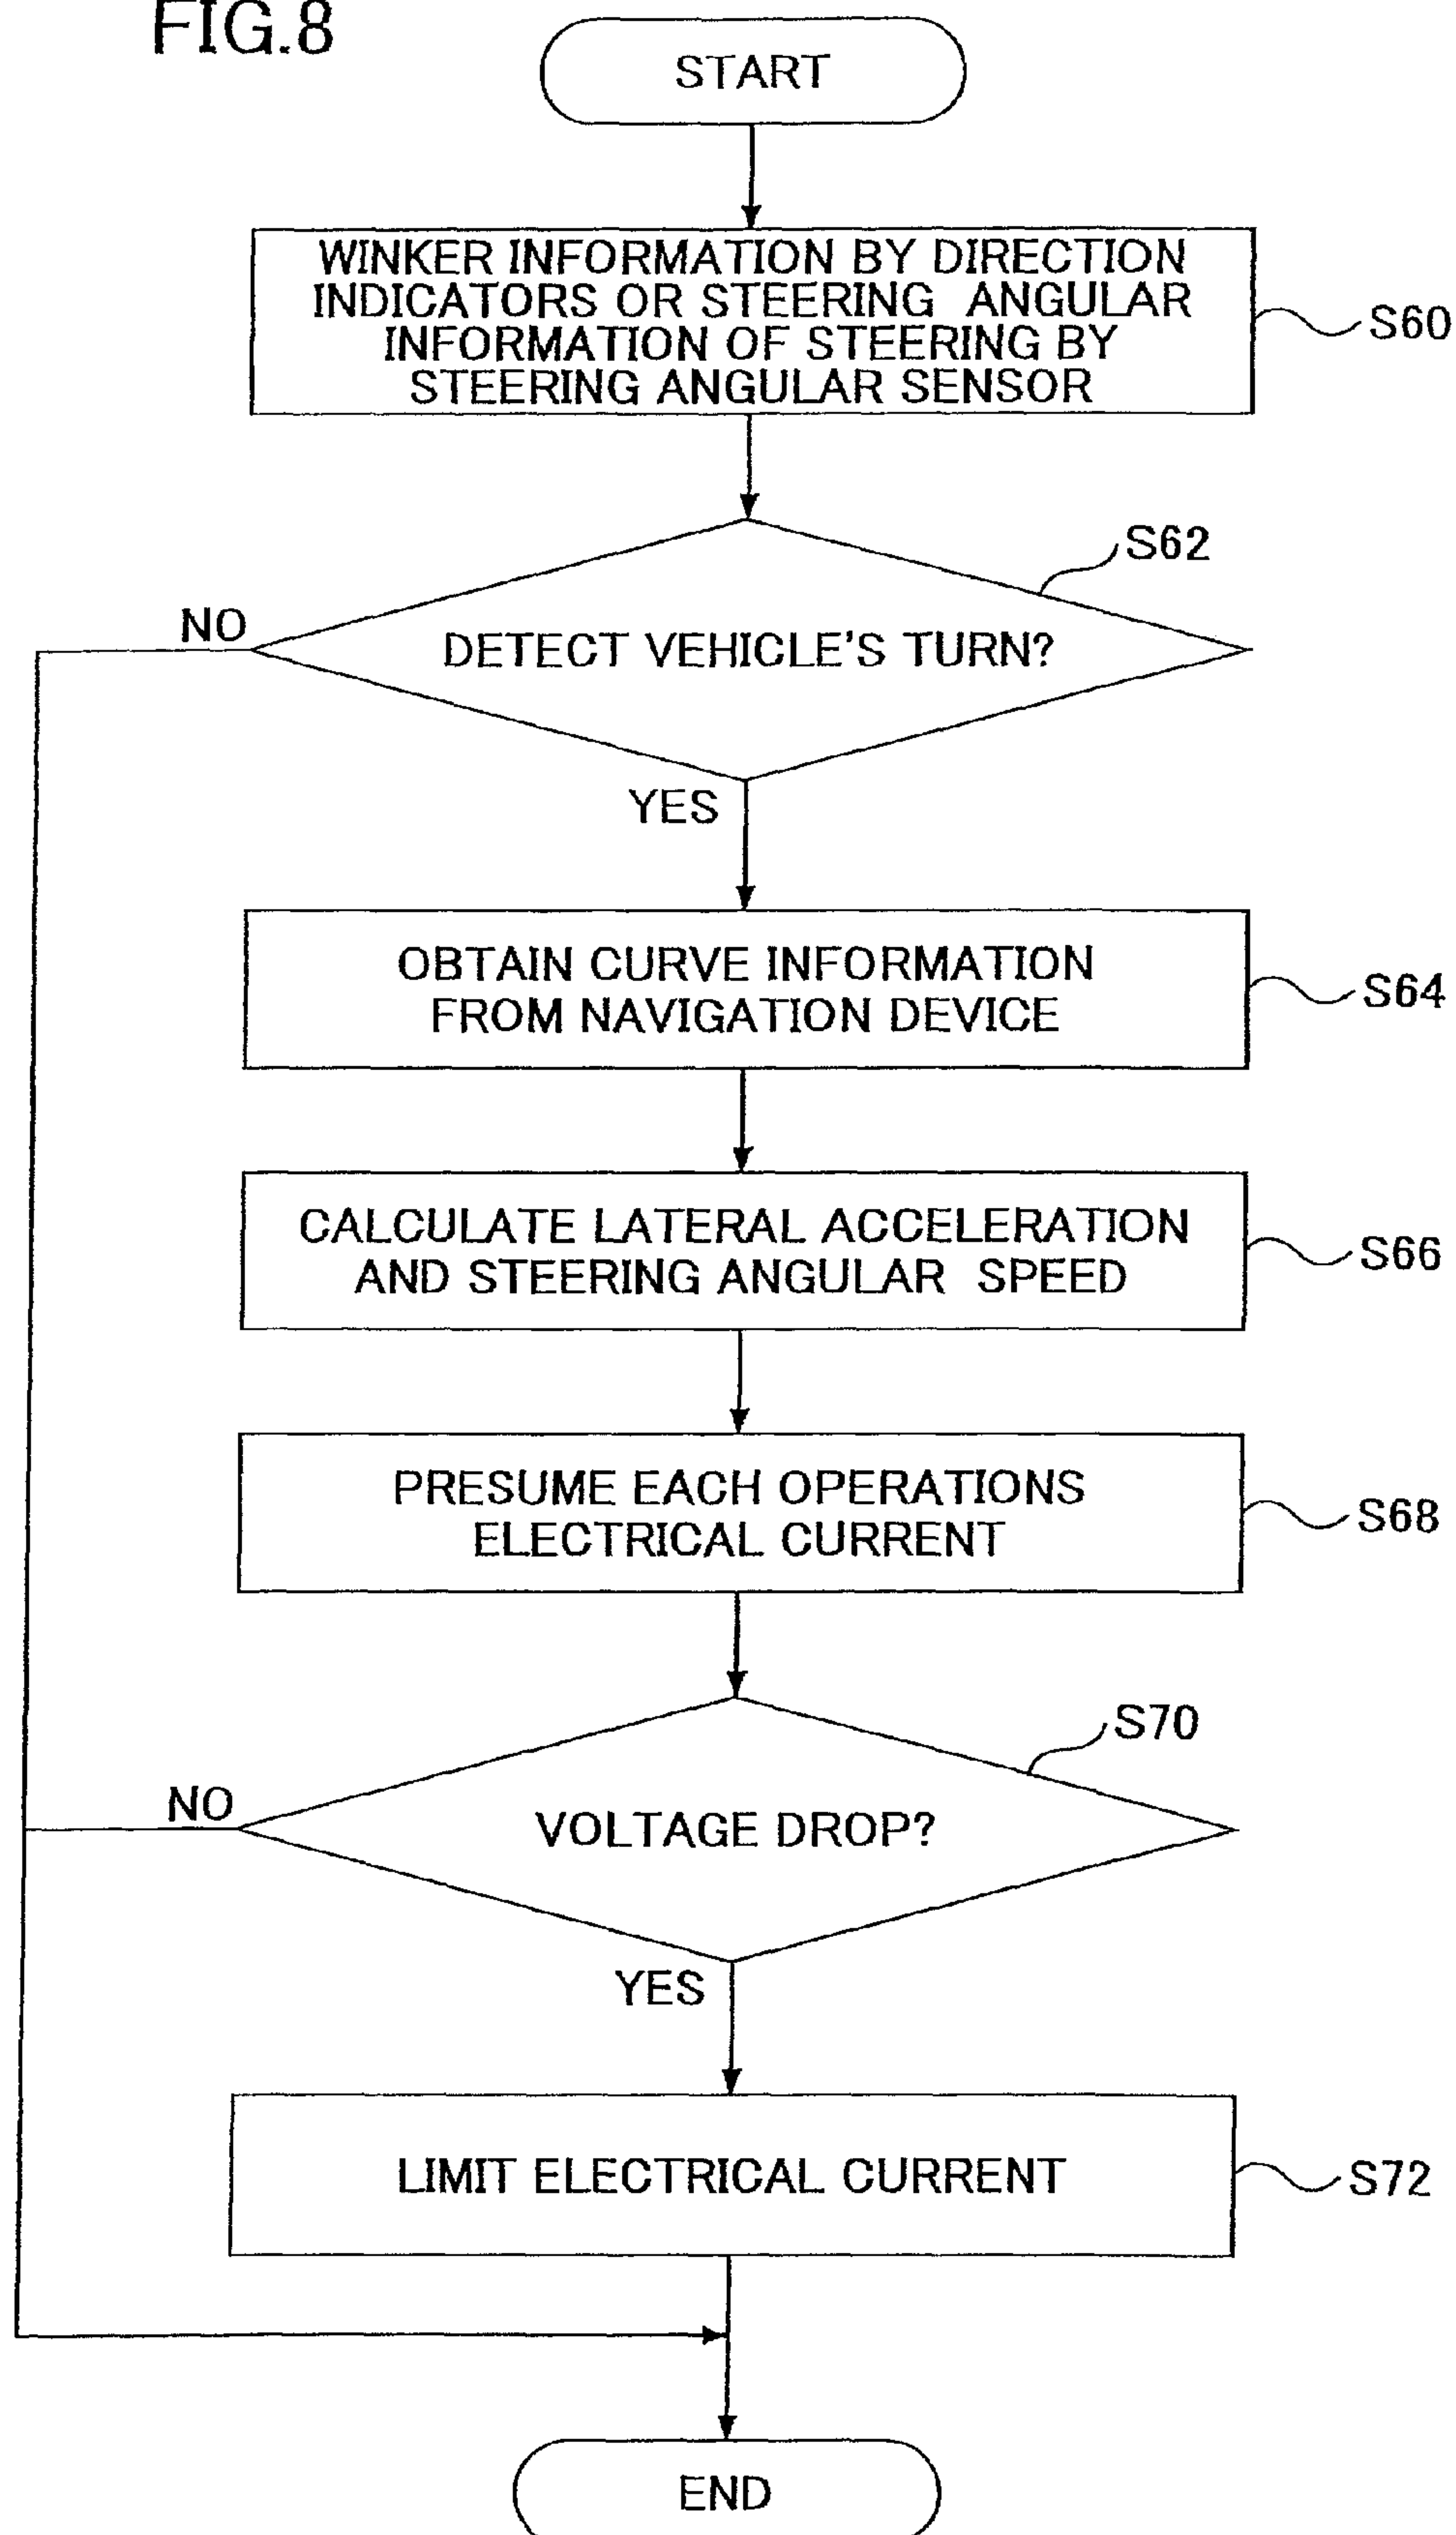 FIG.8
START
WINKER INFORMATION BY DIRECTION
INDICATORS OR STEERING ANGULAR
INFORMATION OF STEERING BY
STEERING ANGULAR SENSOR
S60
S62
NO
DETECT VEHICLE'S TURN?
YES
OBTAIN CURVE INFORMATION
FROM NAVIGATION DEVICE
S64
CALCULATE LATERAL ACCELERATION
AND STEERING ANGULAR SPEED
S66
PRESUME EACH OPERATIONS
ELECTRICAL CURRENT
S68
S70
NO
VOLTAGE DROP?
YES
LIMIT ELECTRICAL CURRENT
S72
END